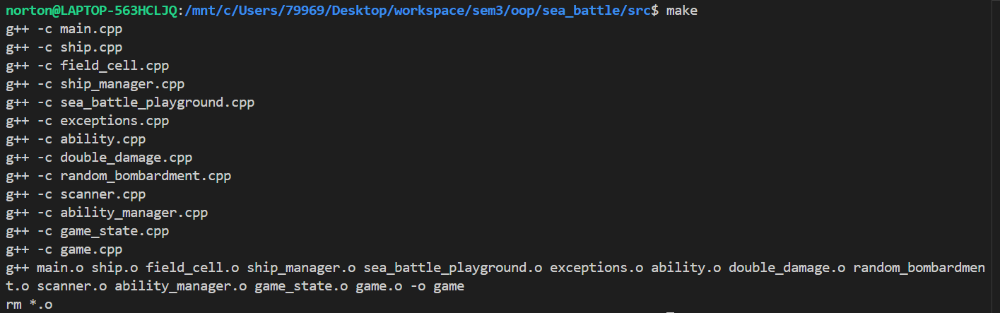 norton@LAPTOP-563HCLJQ:/mnt/c/Users/79969/Desktop/workspace/sem3/oop/sea_battle/src$ make
g++ -c main.cpp
g++ -c ship.cpp
g++ -c field_cell.cpp
g++ -c ship_manager.cpp
g++ -c sea_battle_playground.cpp
g++ -c exceptions.cpp
g++ -c ability.cpp
g++ -c double_damage.cpp
g++ -c random_bombardment.cpp
g++ -c scanner.cpp
g++ -c ability_manager.cpp
g++ -c game_state.cpp
g++ -c game.cpp
g++ main.o ship.o field_cell.o ship_manager.o sea_battle_playground.o exceptions.o ability.o double_damage.o random_bombardmen
t.o scanner.o ability_manager.o game_state.o game.o -o game
rm *.o